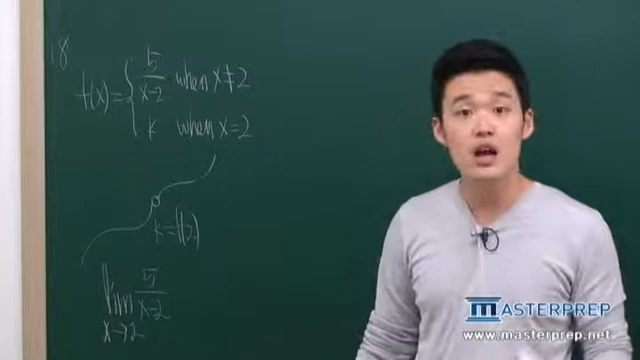 18
f(x) = { 5/(x-2) when x≠2
k when x=2
k = f(2)
lim x→2 5/(x-2)
MASTERPREP
www.masterprep.net